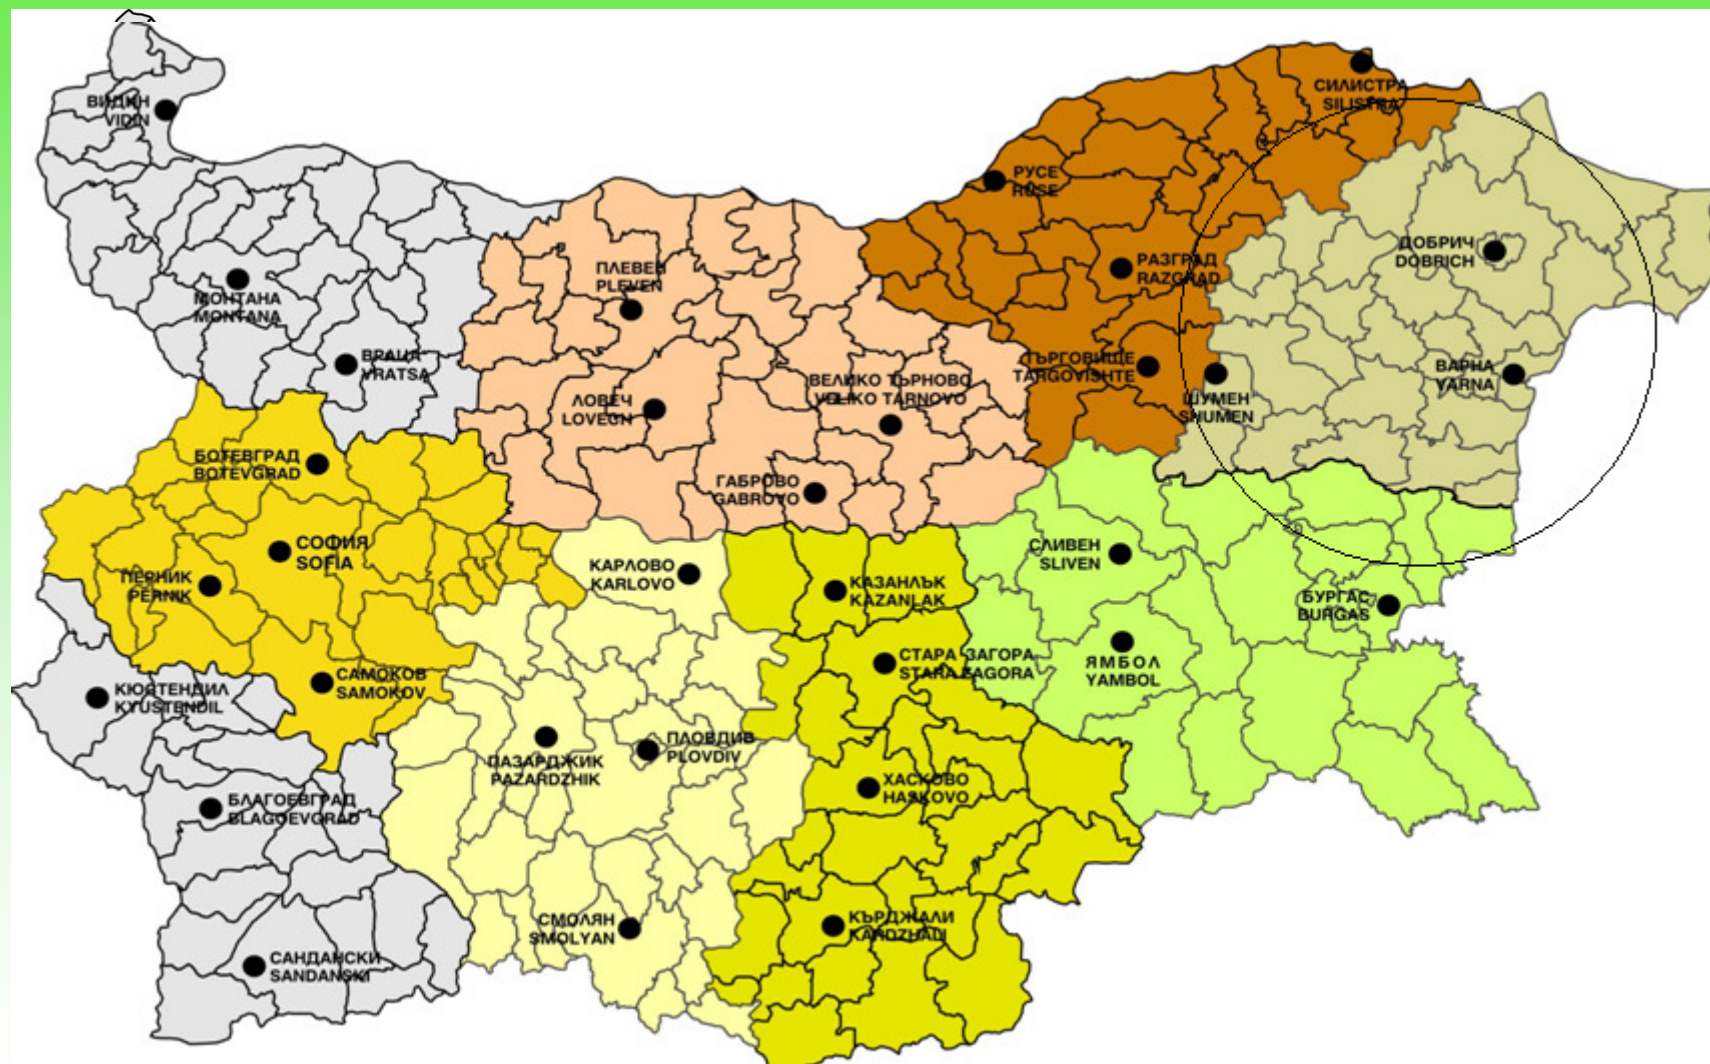 СИЛИСТРА
SILISTRA
ВИДИН
VIDIN
РУСЕ
RUSE
ДОБРИЧ
DOBRICH
РАЗГРАД
RAZGRAD
ПЛЕВЕН
PLEVEN
МОНТАНА
MONTANA
ВРАЦА
VRATSA
ТЪРГОВИЩЕ
TARGOVISHTE
ВАРНА
VARNA
ВЕЛИКО ТЪРНОВО
VELIKO TARNOVO
ЛОВЕЧ
LOVECH
ШУМЕН
SHUMEN
БОТЕВГРАД
BOTEVGRAD
ГАБРОВО
GABROVO
СОФИЯ
SOFIA
СЛИВЕН
SLIVEN
КАРЛОВО
KARLOVO
ПЕРНИК
PERNIK
КАЗАНЛЪК
KAZANLAK
БУРГАС
BURGAS
СТАРА ЗАГОРА
STARA ZAGORA
ЯМБОЛ
YAMBOL
САМОКОВ
SAMOKOV
КЮСТЕНДИЛ
KYUSTENDIL
ПЛОВДИВ
PLOVDIV
ПАЗАРДЖИК
PAZARDZHIK
ХАСКОВО
HASKOVO
БЛАГОЕВГРАД
BLAGOEVGRAD
СМОЛЯН
SMOLYAN
КЪРДЖАЛИ
KARDZHALI
САНДАНСКИ
SANDANSKI